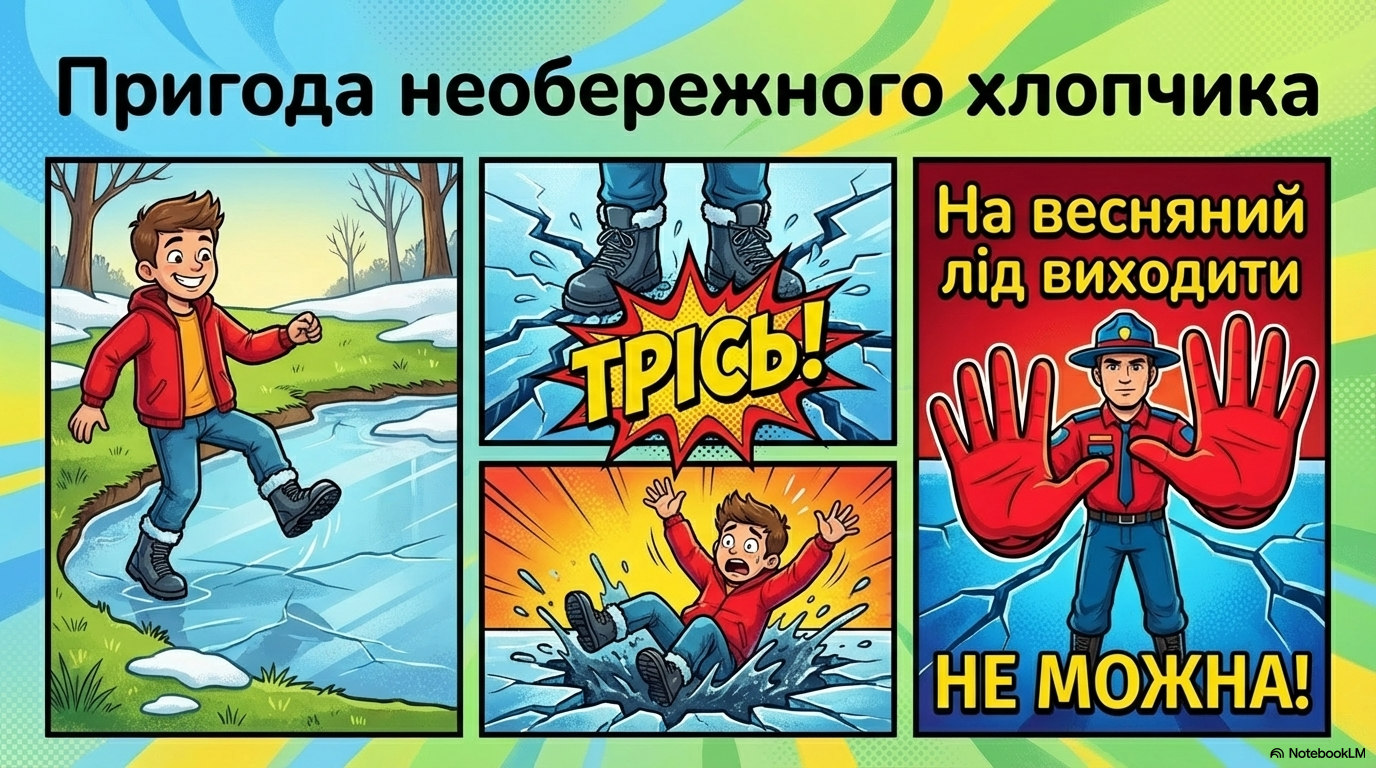 Пригода необережного хлопчика
ТРІСЬ!
На весняний
лід виходити
НЕ МОЖНА!
NotebookLM